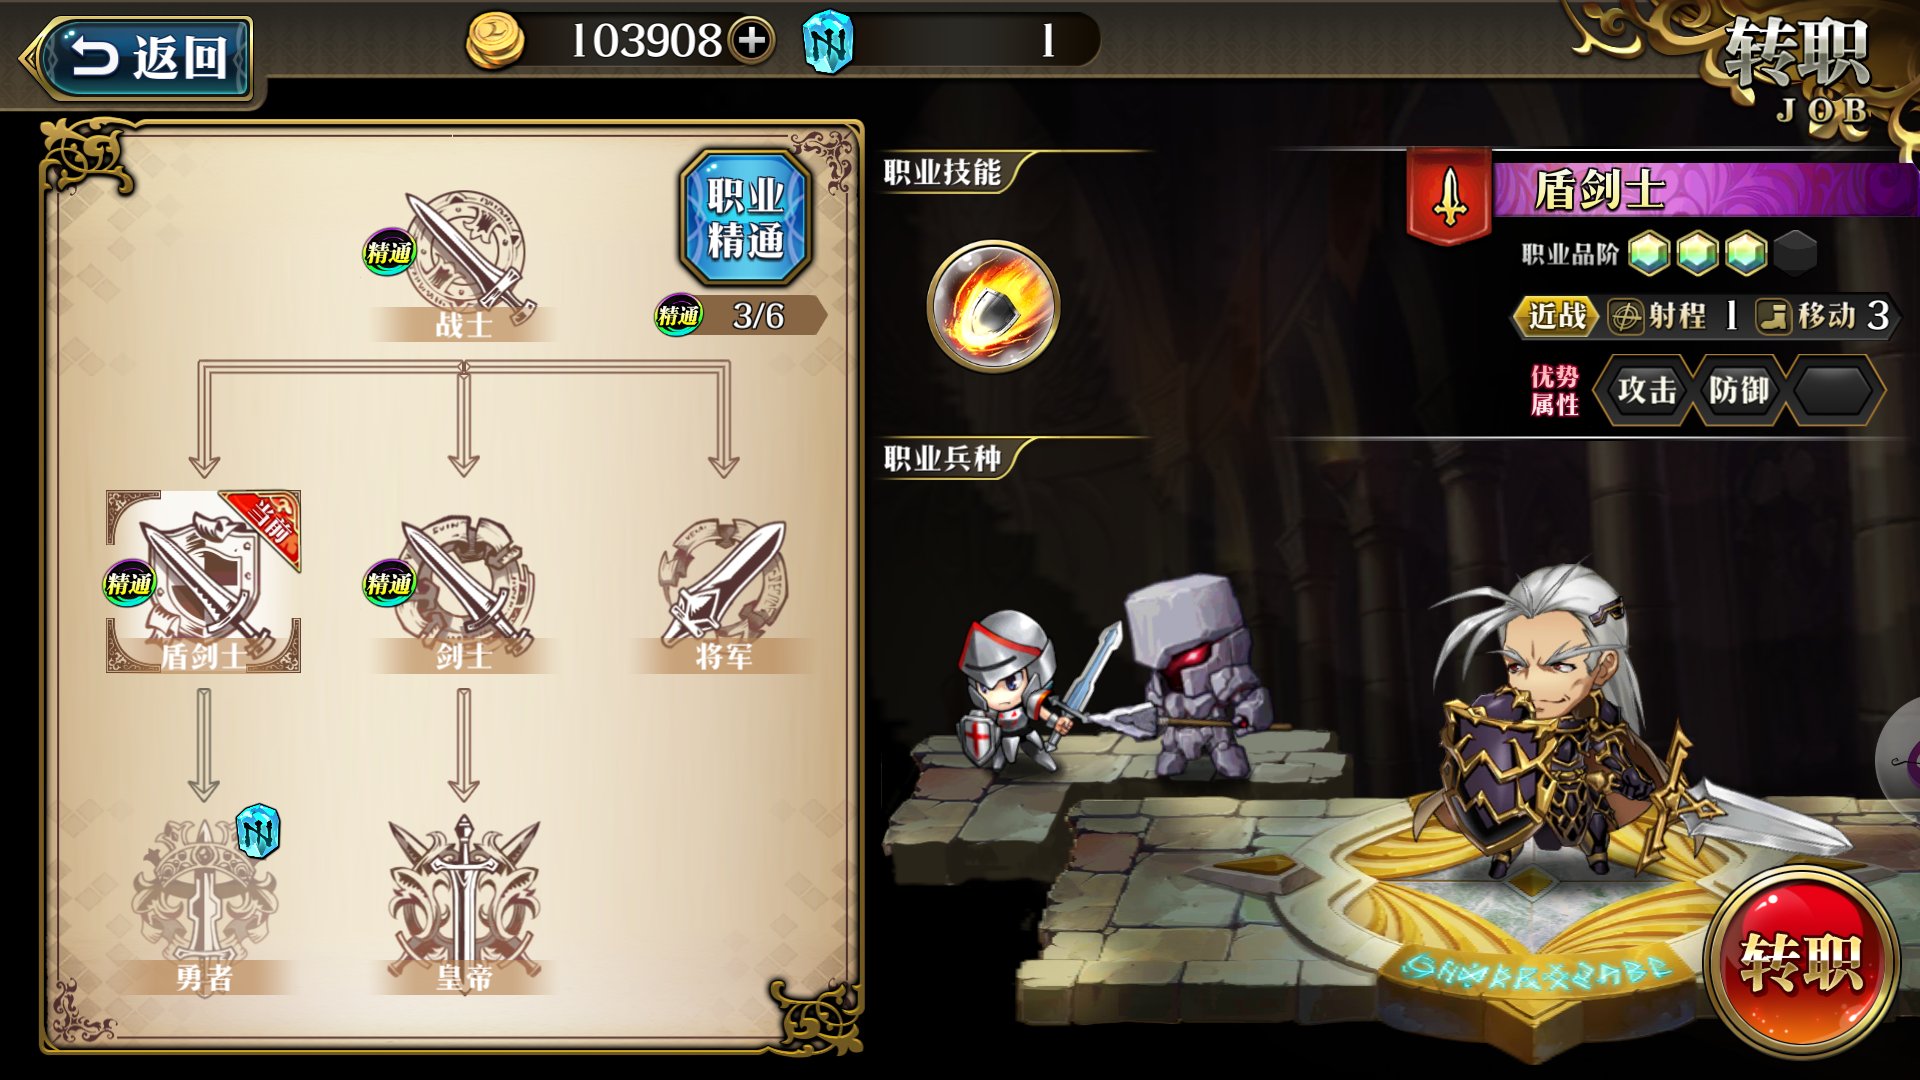 返回
103908
1
转职
JOB
职业
精通
精通 3/6
精通
战士
当前
精通
盾剑士
精通
剑士
将军
勇者
皇帝
职业技能
职业兵种
盾剑士
职业品阶
近战 射程 1 移动 3
优势
属性
攻击 防御
转职